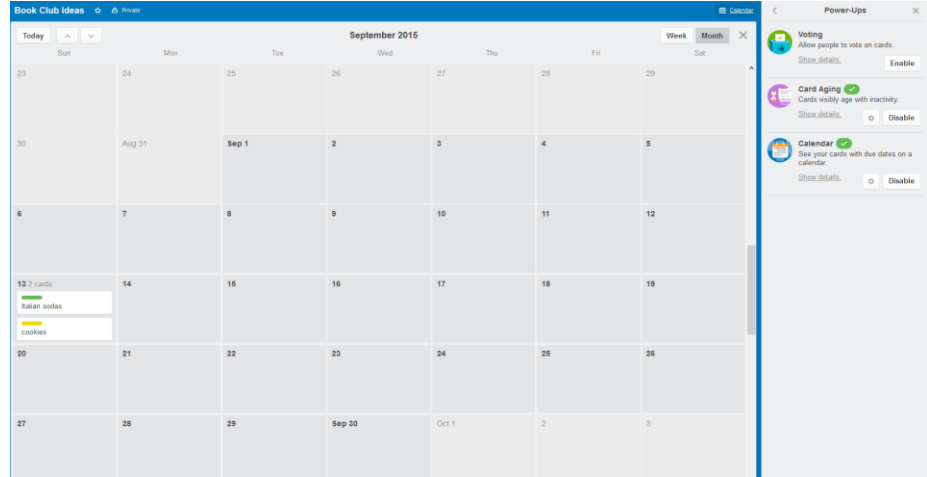 Book Club Ideas Private Calendar
Today September 2015 Week Month
Sun Mon Tue Wed Thu Fri Sat
23 24 25 26 27 28 29
30 Aug 31 Sep 1 2 3 4 5
6 7 8 9 10 11 12
13 2 cards 14 15 16 17 18 19
Italian sodas
cookies
20 21 22 23 24 25 26
27 28 29 Sep 30 Oct 1 2 3
Power-Ups
Voting
Allow people to vote on cards.
Show details. Enable
Card Aging
Cards visibly age with inactivity.
Show details. Disable
Calendar
See your cards with due dates on a
calendar.
Show details. Disable